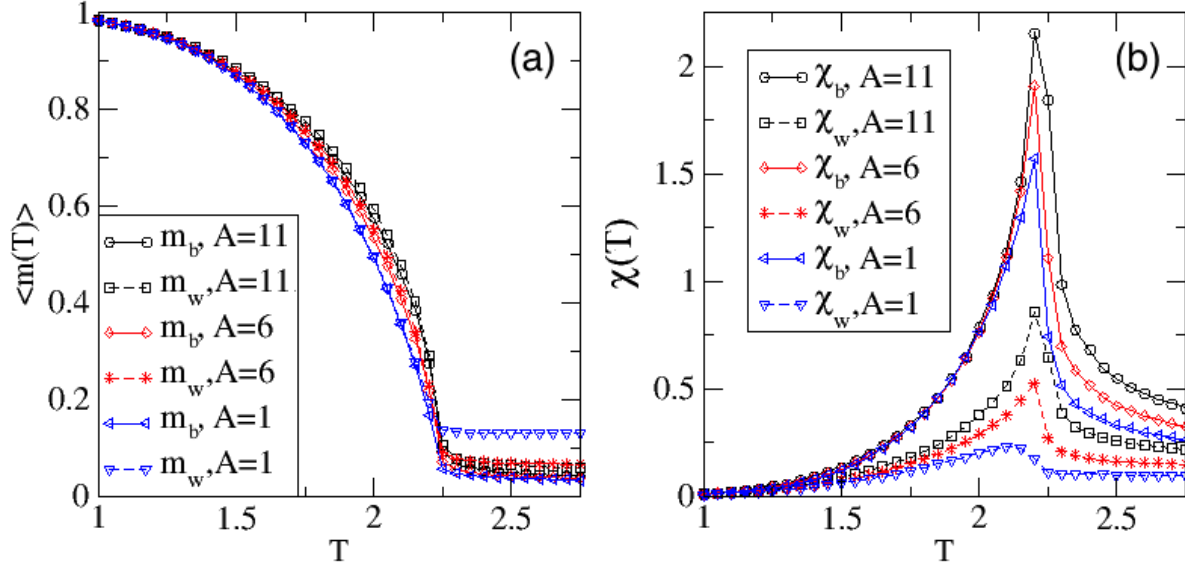 (a)
<m(T)>
1
0.8
0.6
0.4
0.2
0
m_b, A=11
m_w, A=11
m_b, A=6
m_w, A=6
m_b, A=1
m_w, A=1
1
1.5
2
2.5
T
(b)
χ(T)
2
1.5
1
0.5
0
χ_b, A=11
χ_w, A=11
χ_b, A=6
χ_w, A=6
χ_b, A=1
χ_w, A=1
1
1.5
2
2.5
T